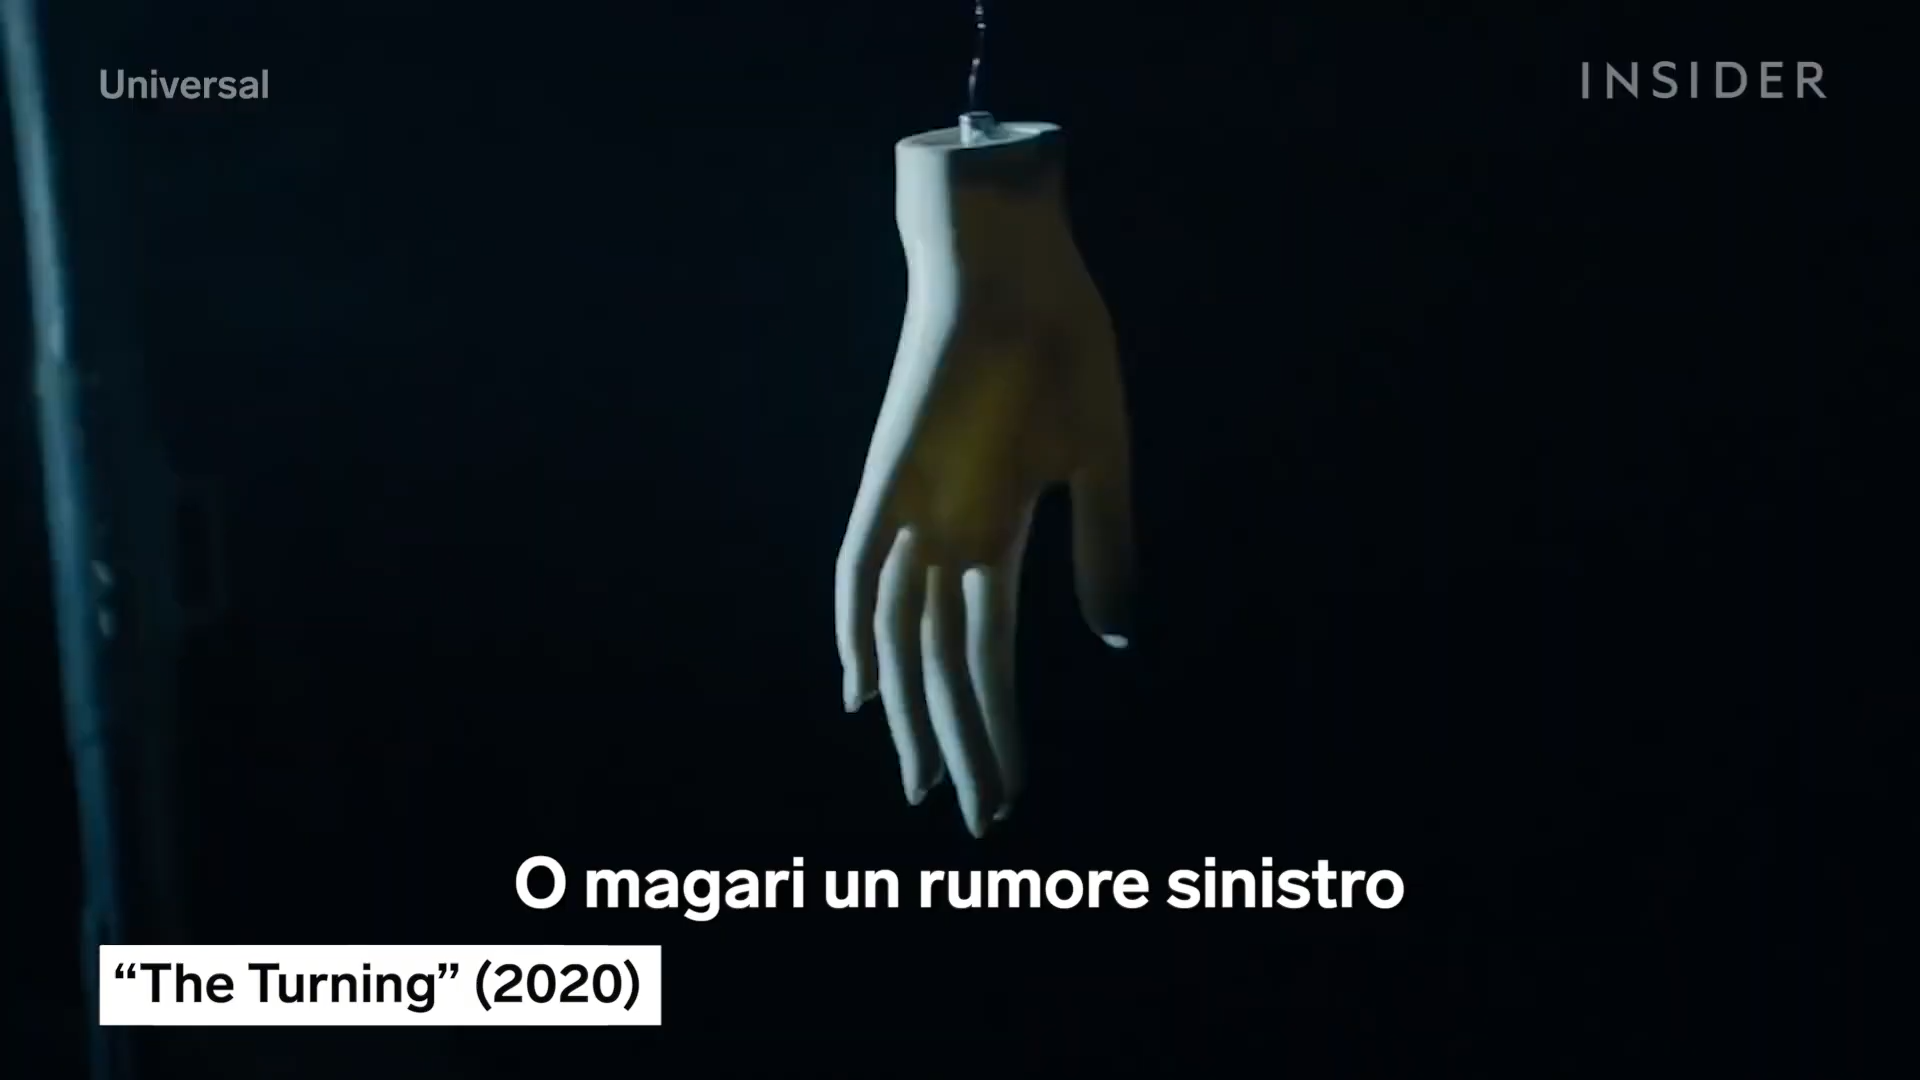 Universal
INSIDER
O magari un rumore sinistro
“The Turning” (2020)